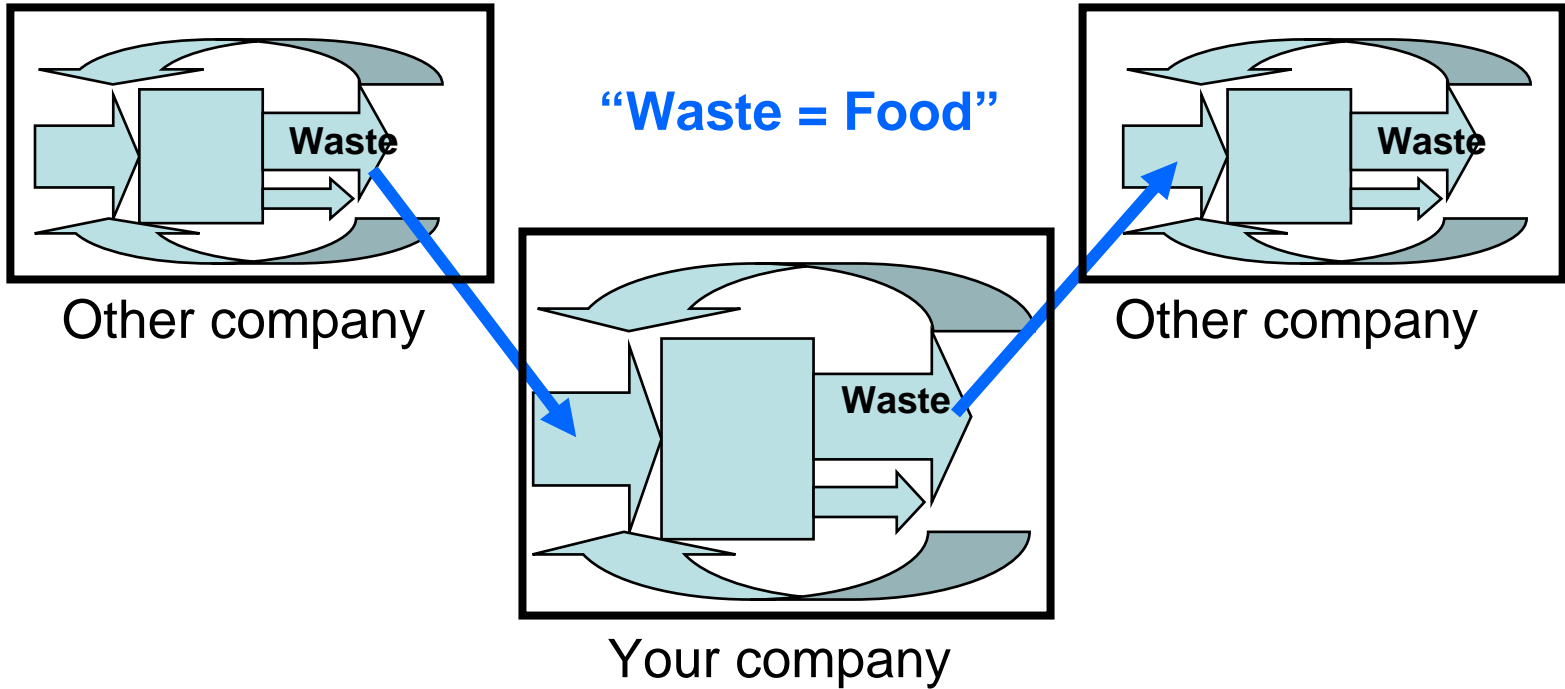 “Waste = Food”
Waste
Waste
Other company
Other company
Waste
Your company